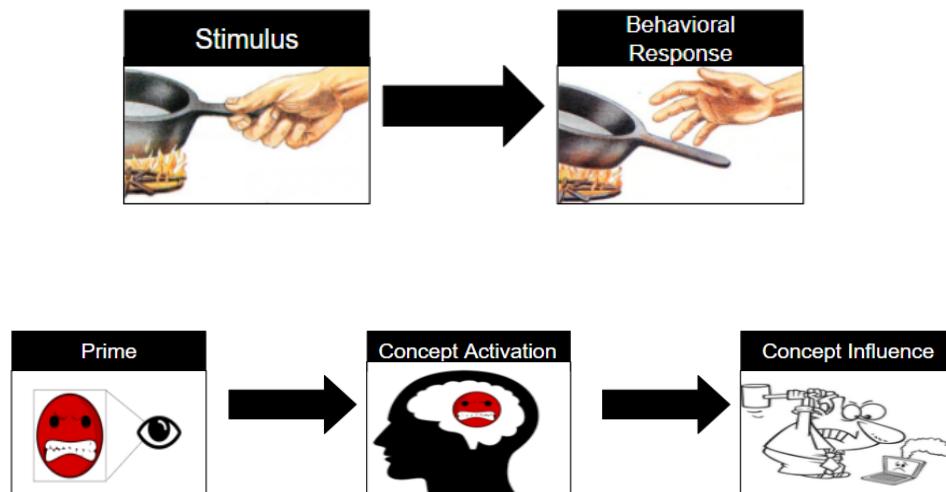 Stimulus
Behavioral
Response
Prime
Concept Activation
Concept Influence